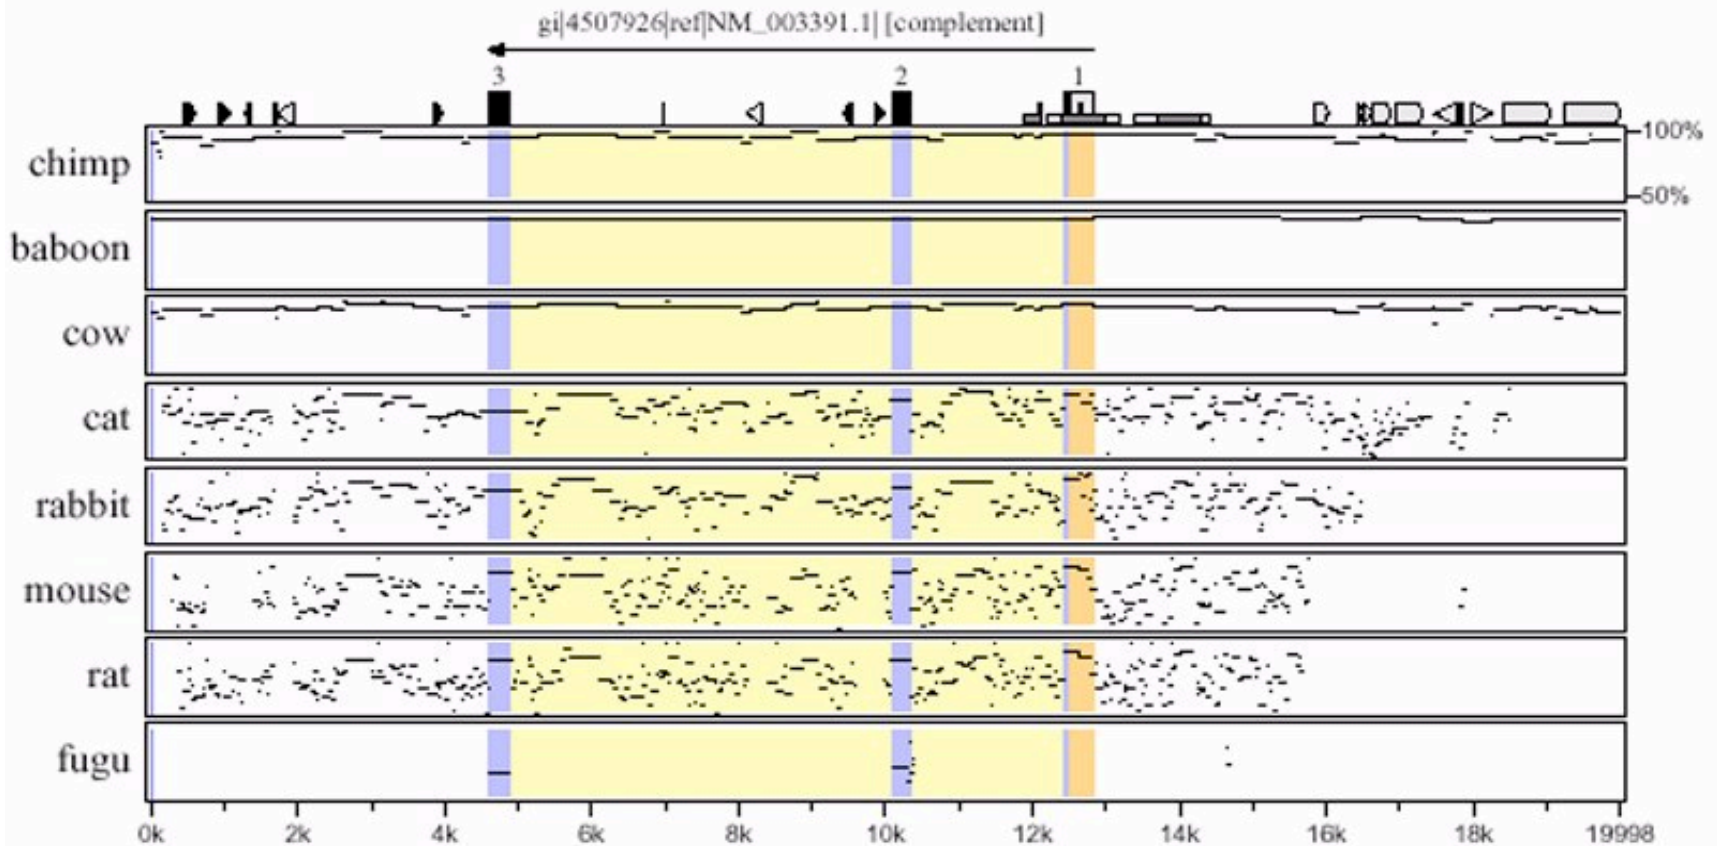 gi|4507926|ref|NM_003391.1| [complement]
3 2 1
chimp 100%
50%
baboon
cow
cat
rabbit
mouse
rat
fugu
0k 2k 4k 6k 8k 10k 12k 14k 16k 18k 19998